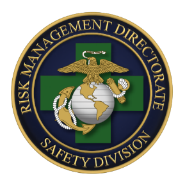 RISK MANAGEMENT DIRECTORATE
SAFETY DIVISION